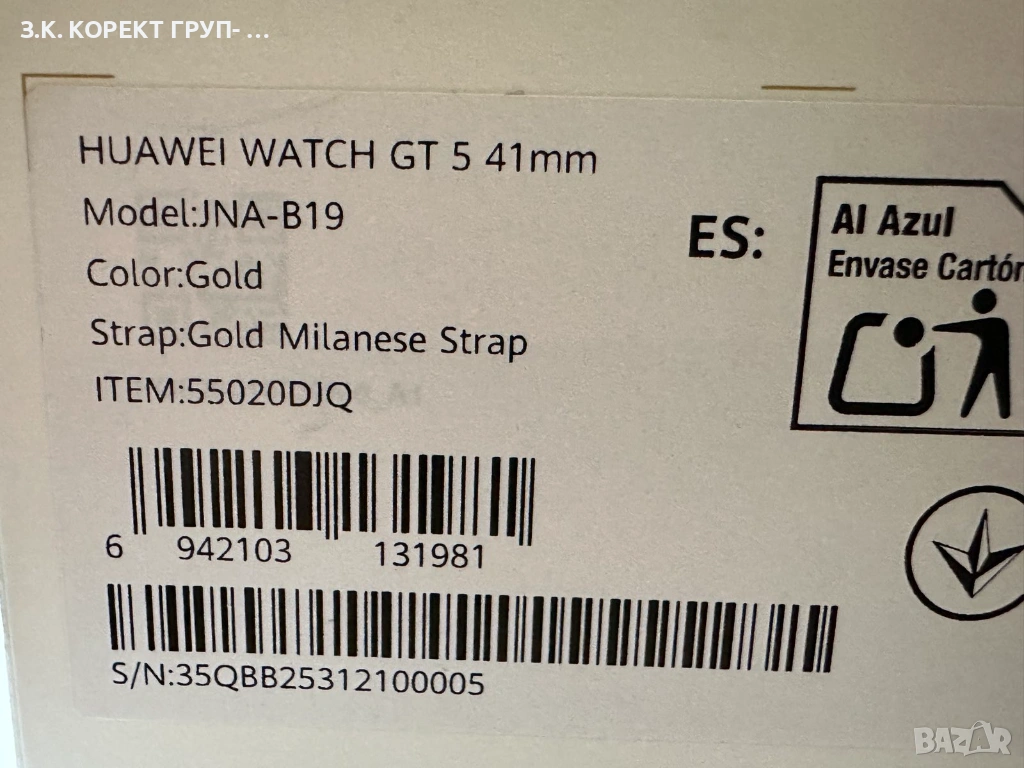 З.К. КОРЕКТ ГРУП- ...
HUAWEI WATCH GT 5 41mm
Model:JNA-B19
Color:Gold
Strap:Gold Milanese Strap
ITEM:55020DJQ
6 942103 131981
S/N:35QBB25312100005
ES:
Al Azul
Envase Cartón
BAZAR